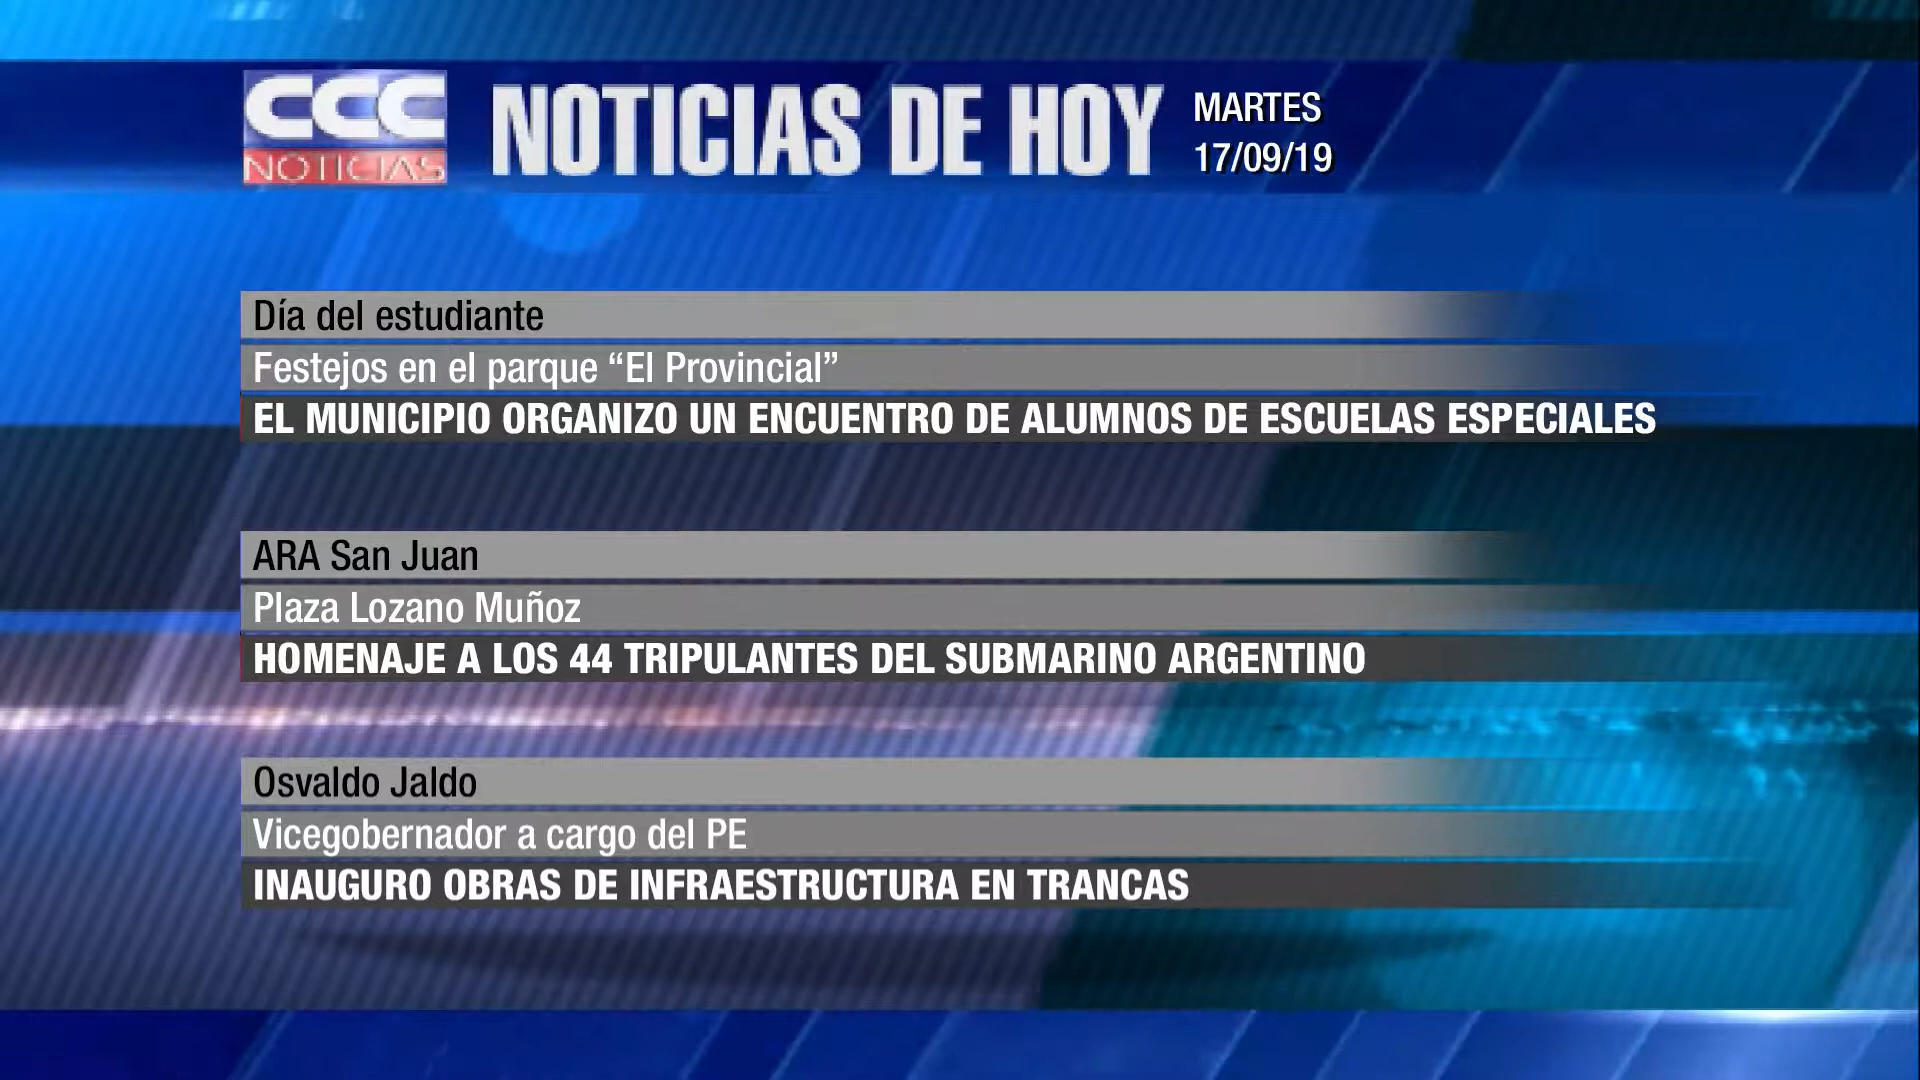 CCC
NOTICIAS
NOTICIAS DE HOY
MARTES
17/09/19
Día del estudiante
Festejos en el parque “El Provincial”
EL MUNICIPIO ORGANIZO UN ENCUENTRO DE ALUMNOS DE ESCUELAS ESPECIALES
ARA San Juan
Plaza Lozano Muñoz
HOMENAJE A LOS 44 TRIPULANTES DEL SUBMARINO ARGENTINO
Osvaldo Jaldo
Vicegobernador a cargo del PE
INAUGURO OBRAS DE INFRAESTRUCTURA EN TRANCAS